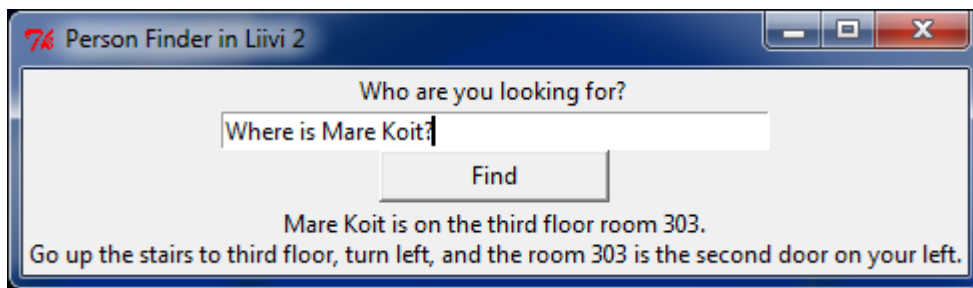 Person Finder in Liivi 2
Who are you looking for?
Where is Mare Koit?
Find
Mare Koit is on the third floor room 303.
Go up the stairs to third floor, turn left, and the room 303 is the second door on your left.